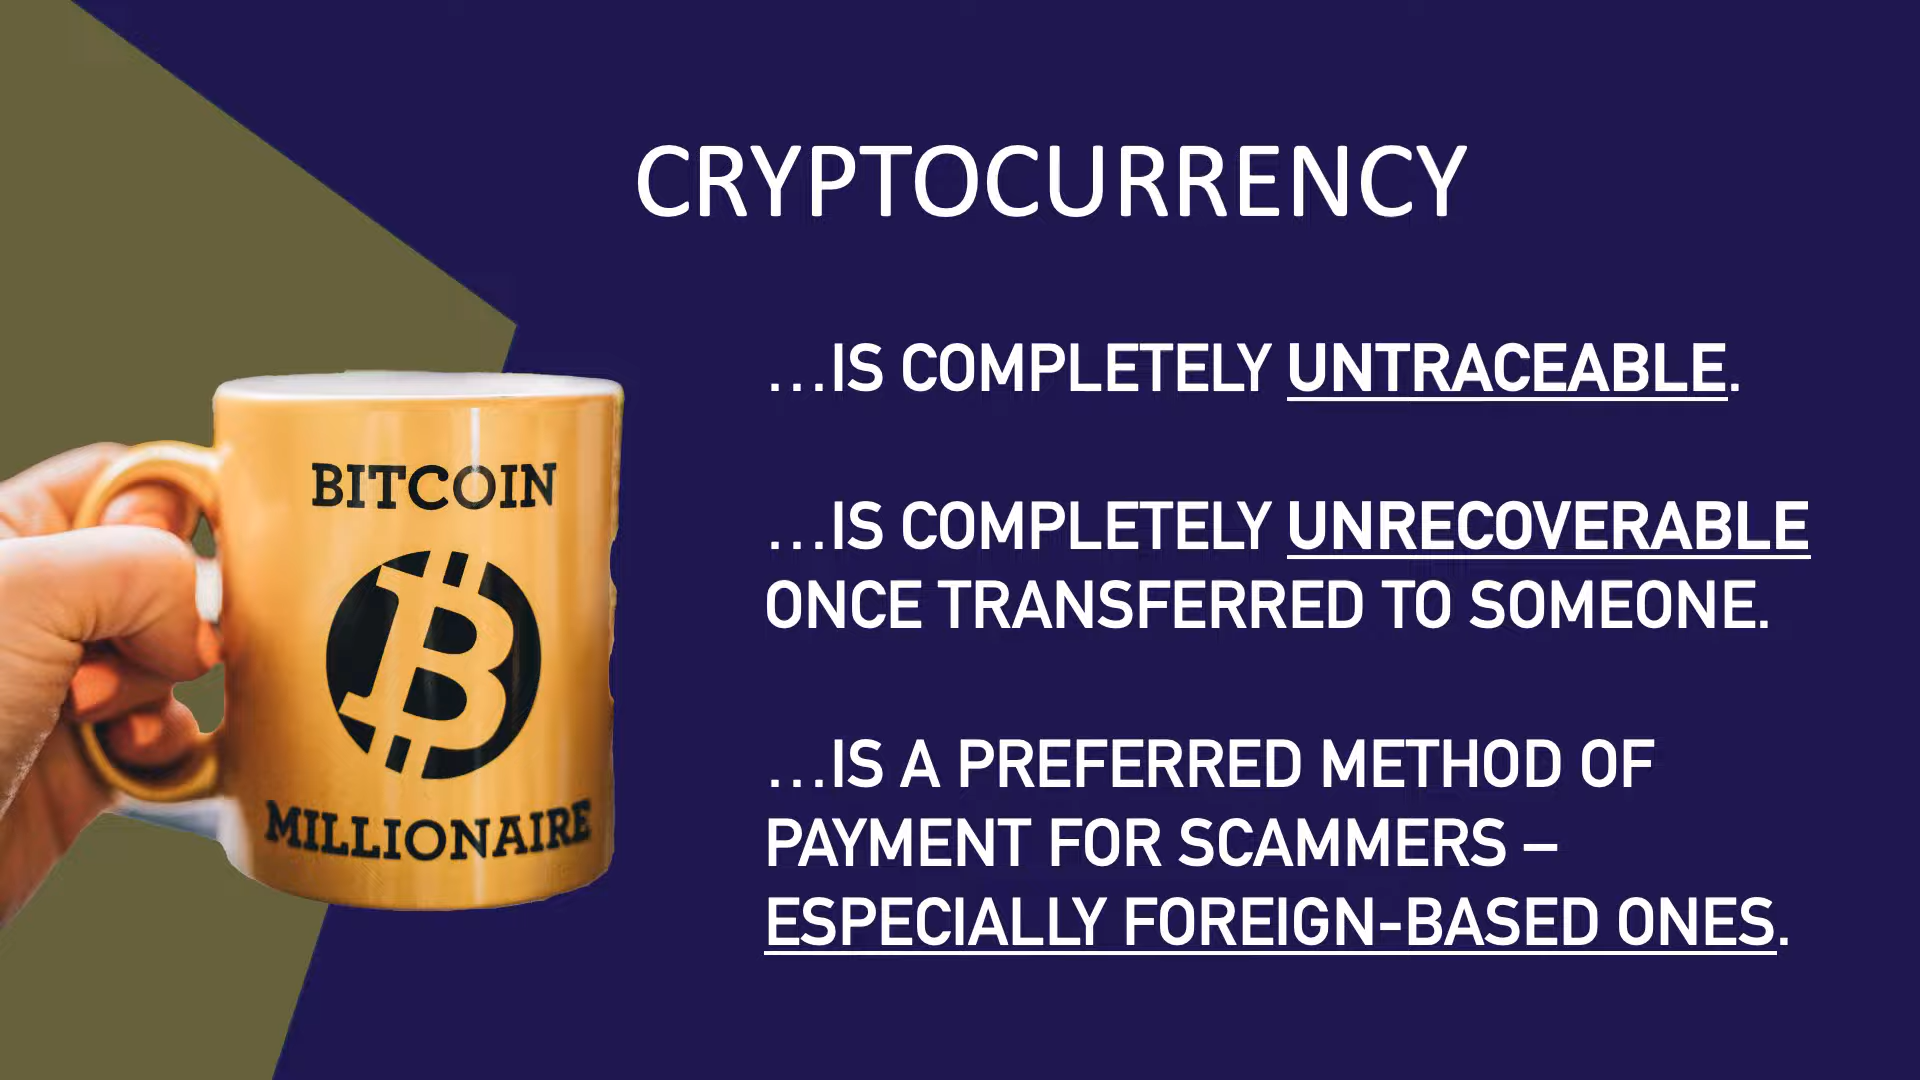 CRYPTOCURRENCY
…IS COMPLETELY UNTRACEABLE.
…IS COMPLETELY UNRECOVERABLE
ONCE TRANSFERRED TO SOMEONE.
…IS A PREFERRED METHOD OF
PAYMENT FOR SCAMMERS –
ESPECIALLY FOREIGN-BASED ONES.
BITCOIN
MILLIONAIRE